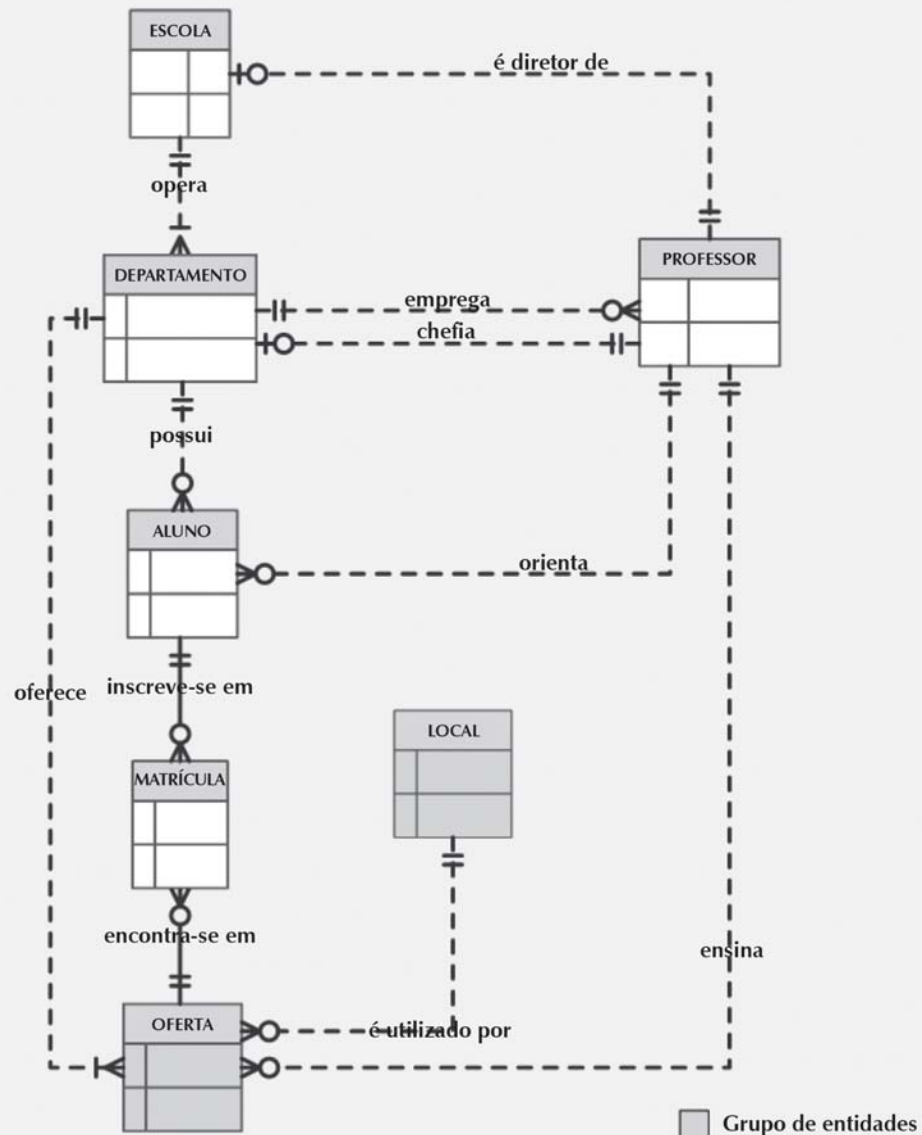 ESCOLA
é diretor de
opera
DEPARTAMENTO
PROFESSOR
emprega
chefia
possui
ALUNO
orienta
oferece
inscreve-se em
LOCAL
MATRÍCULA
encontra-se em
ensina
OFERTA
é utilizado por
Grupo de entidades